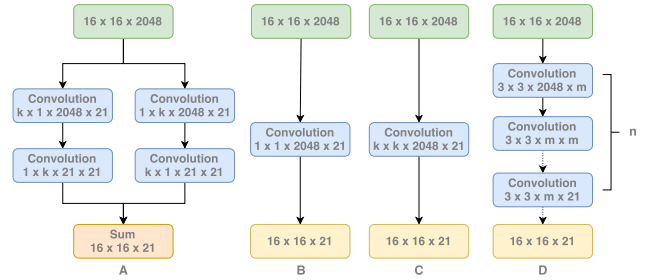 16 x 16 x 2048
Convolution
k x 1 x 2048 x 21
Convolution
1 x k x 2048 x 21
Convolution
1 x k x 21 x 21
Convolution
k x 1 x 21 x 21
Sum
16 x 16 x 21
A
16 x 16 x 2048
Convolution
1 x 1 x 2048 x 21
16 x 16 x 21
B
16 x 16 x 2048
Convolution
k x k x 2048 x 21
16 x 16 x 21
C
16 x 16 x 2048
Convolution
3 x 3 x 2048 x m
Convolution
3 x 3 x m x m
Convolution
3 x 3 x m x 21
n
16 x 16 x 21
D